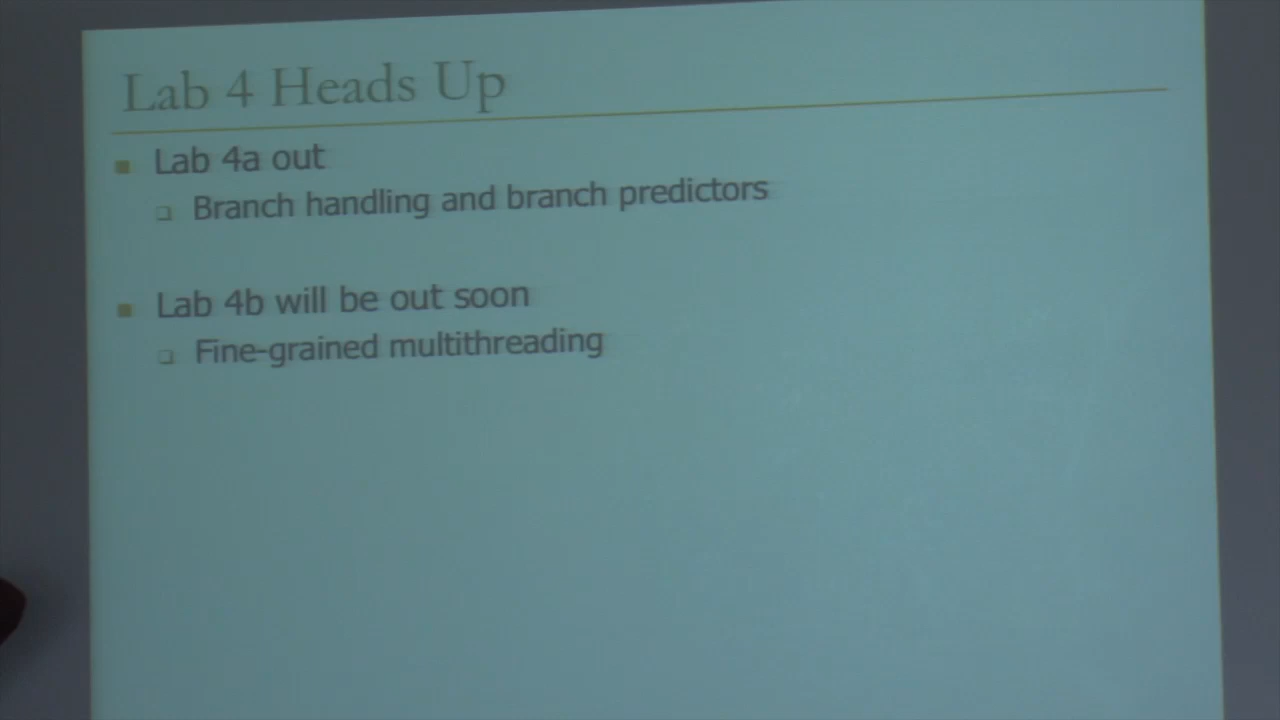 Lab 4 Heads Up
Lab 4a out
Branch handling and branch predictors
Lab 4b will be out soon
Fine-grained multithreading